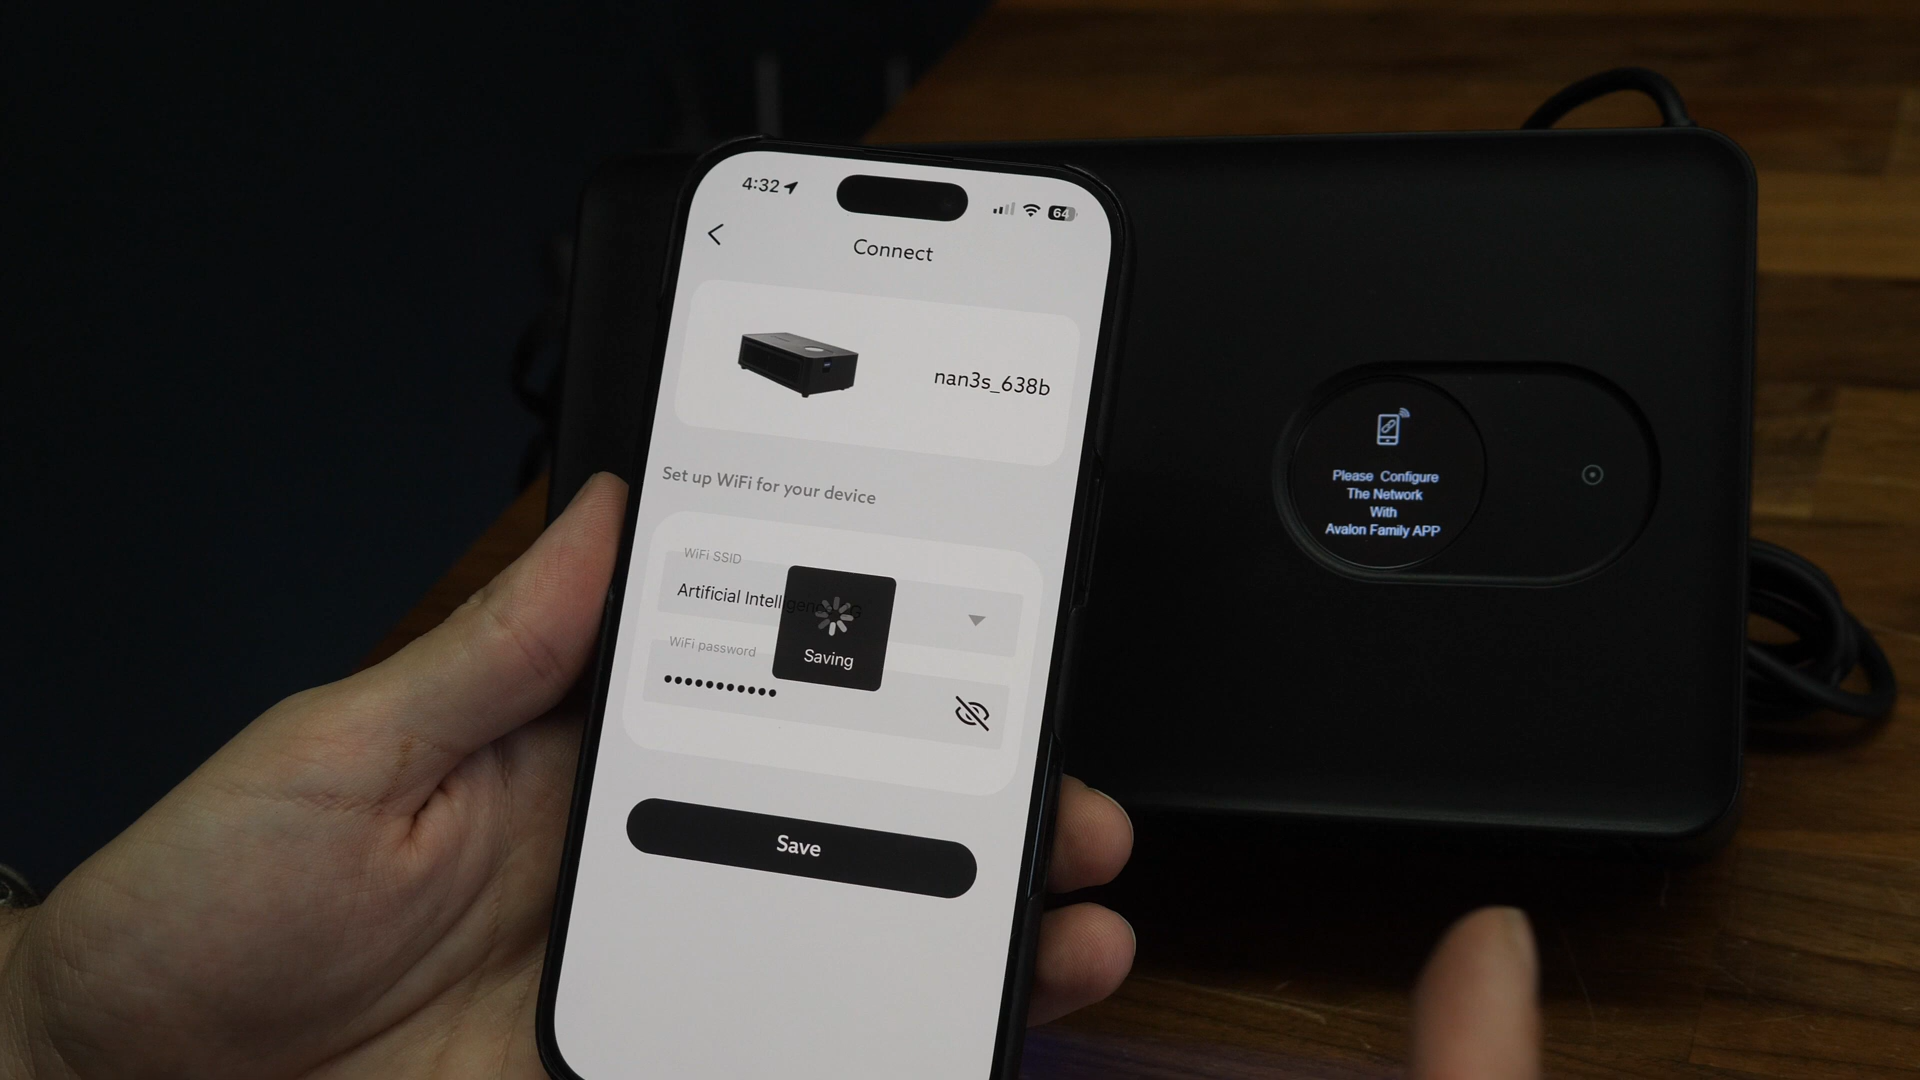 4:32
64
Connect
nan3s_638b
Set up WiFi for your device
WiFi SSID
Artificial Intelligence
WiFi password
Saving
Save
Please Configure
The Network
With
Avalon Family APP